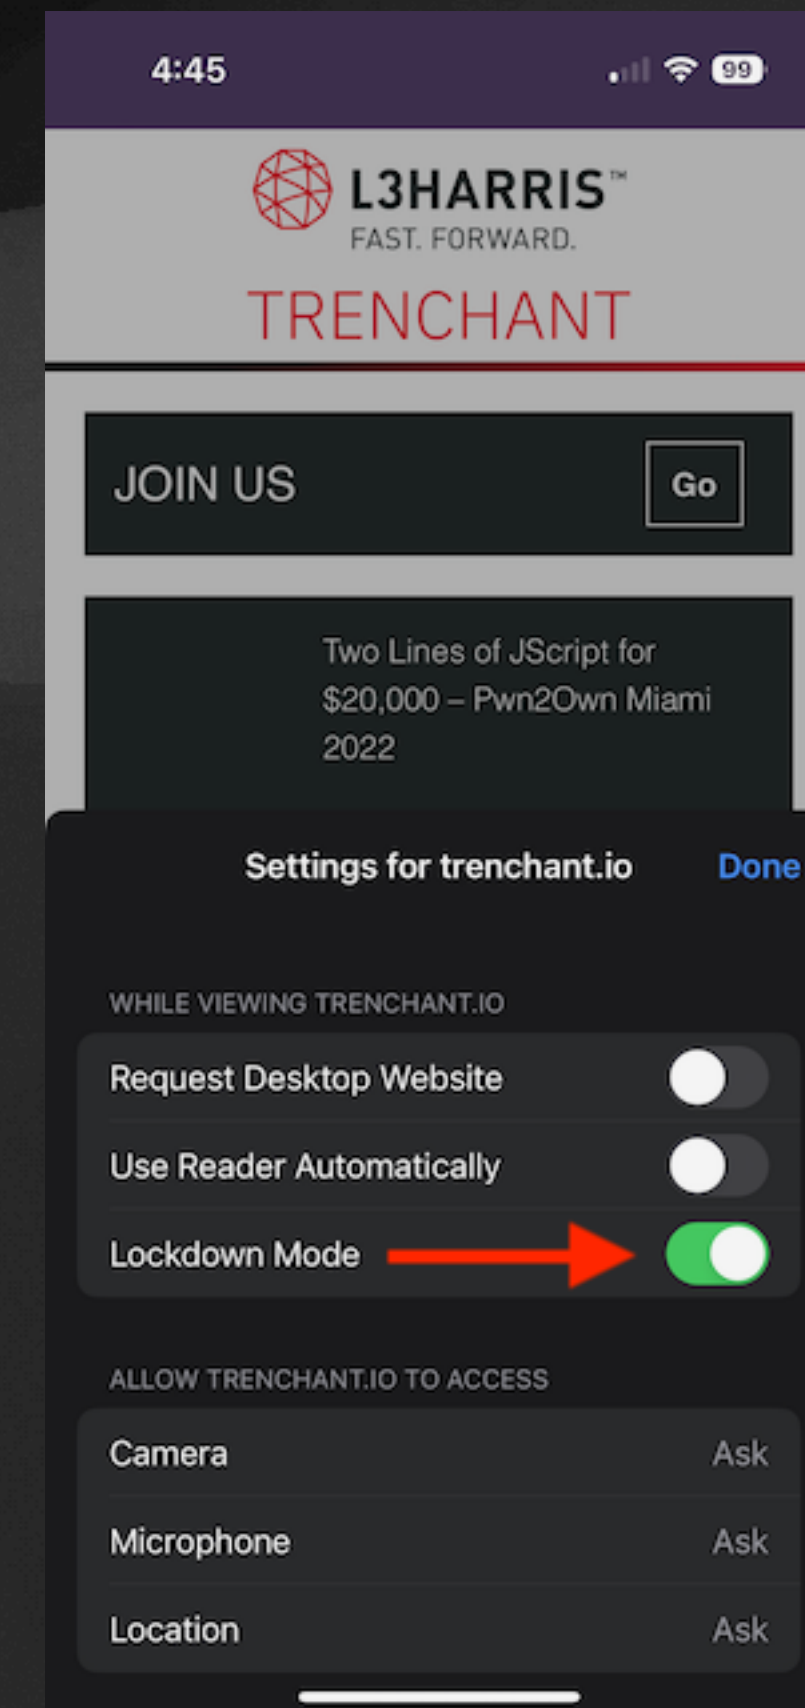 4:45
99
L3HARRIS™
FAST. FORWARD.
TRENCHANT
JOIN US
Go
Two Lines of JScript for
$20,000 – Pwn2Own Miami
2022
Settings for trenchant.io
Done
WHILE VIEWING TRENCHANT.IO
Request Desktop Website
Use Reader Automatically
Lockdown Mode
ALLOW TRENCHANT.IO TO ACCESS
Camera Ask
Microphone Ask
Location Ask